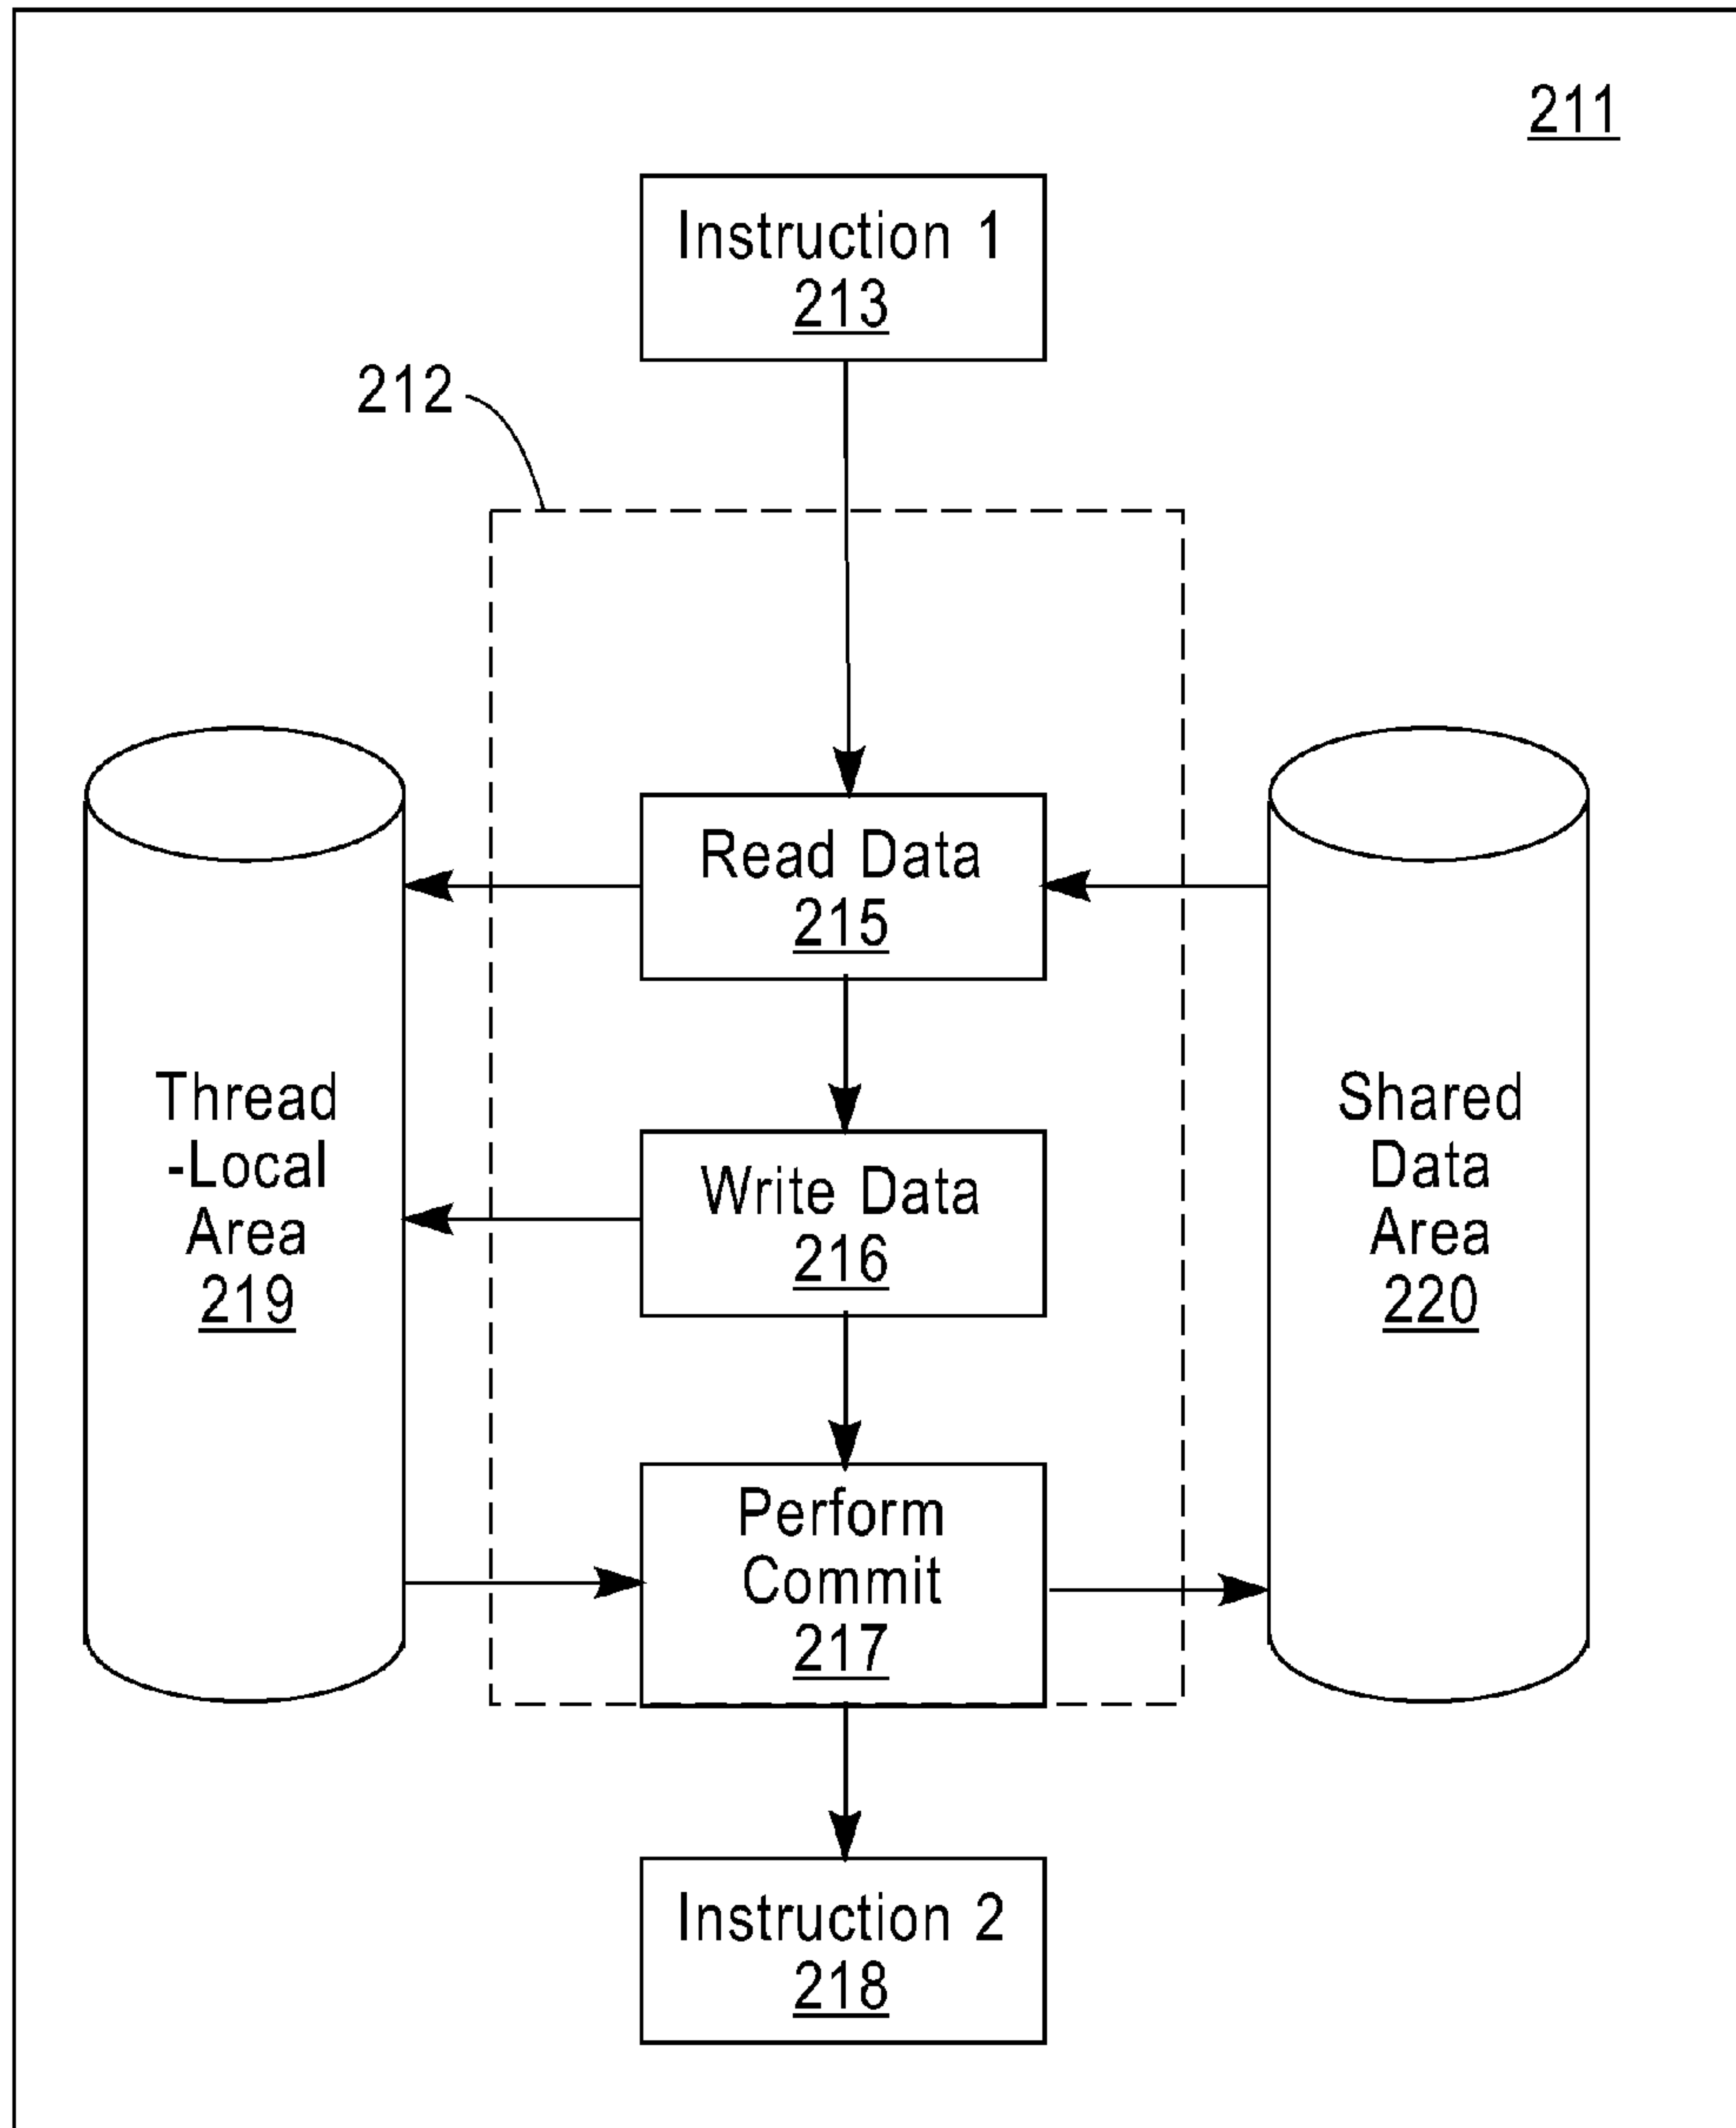 211
Instruction 1
213
212
Read Data
215
Thread
-Local
Area
219
Write Data
216
Shared
Data
Area
220
Perform
Commit
217
Instruction 2
218